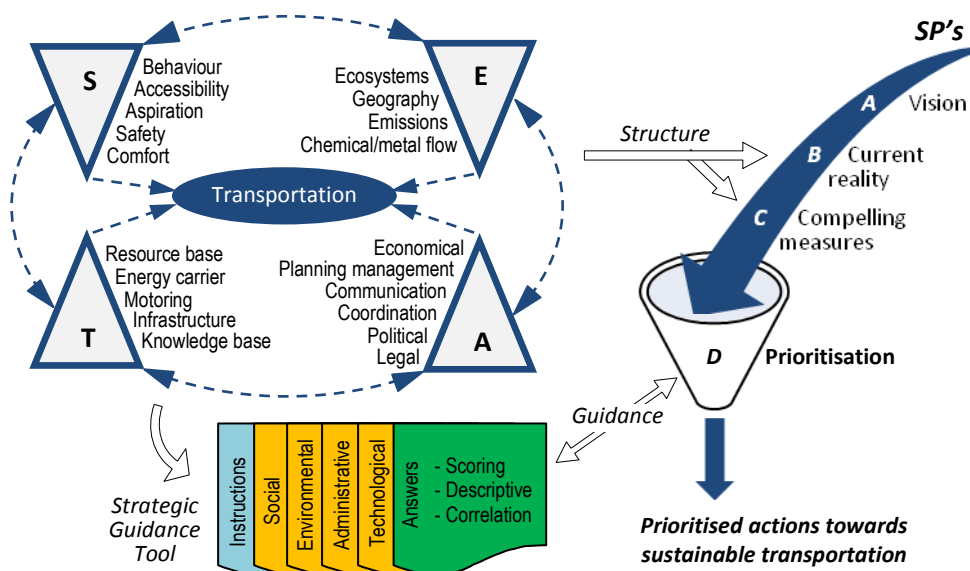 SP's
S
Behaviour
Accessibility
Aspiration
Safety
Comfort
E
Ecosystems
Geography
Emissions
Chemical/metal flow
Transportation
T
Resource base
Energy carrier
Motoring
Infrastructure
Knowledge base
A
Economical
Planning management
Communication
Coordination
Political
Legal
Structure
A
Vision
B
Current
reality
C
Compelling
measures
D
Prioritisation
Guidance
Strategic
Guidance
Tool
Instructions
Social
Environmental
Administrative
Technological
Answers
- Scoring
- Descriptive
- Correlation
Prioritised actions towards
sustainable transportation